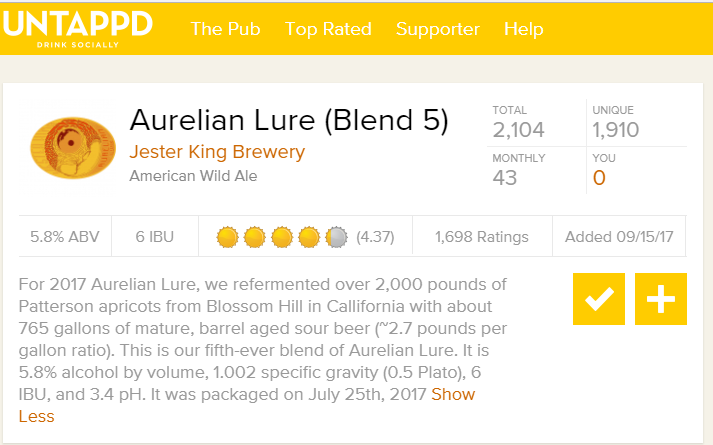 UNTAPPD
DRINK SOCIALLY
The Pub Top Rated Supporter Help
Aurelian Lure (Blend 5)
Jester King Brewery
American Wild Ale
TOTAL
2,104
UNIQUE
1,910
MONTHLY
43
YOU
0
5.8% ABV 6 IBU (4.37) 1,698 Ratings Added 09/15/17
For 2017 Aurelian Lure, we refermented over 2,000 pounds of
Patterson apricots from Blossom Hill in Callifornia with about
765 gallons of mature, barrel aged sour beer (~2.7 pounds per
gallon ratio). This is our fifth-ever blend of Aurelian Lure. It is
5.8% alcohol by volume, 1.002 specific gravity (0.5 Plato), 6
IBU, and 3.4 pH. It was packaged on July 25th, 2017 Show
Less